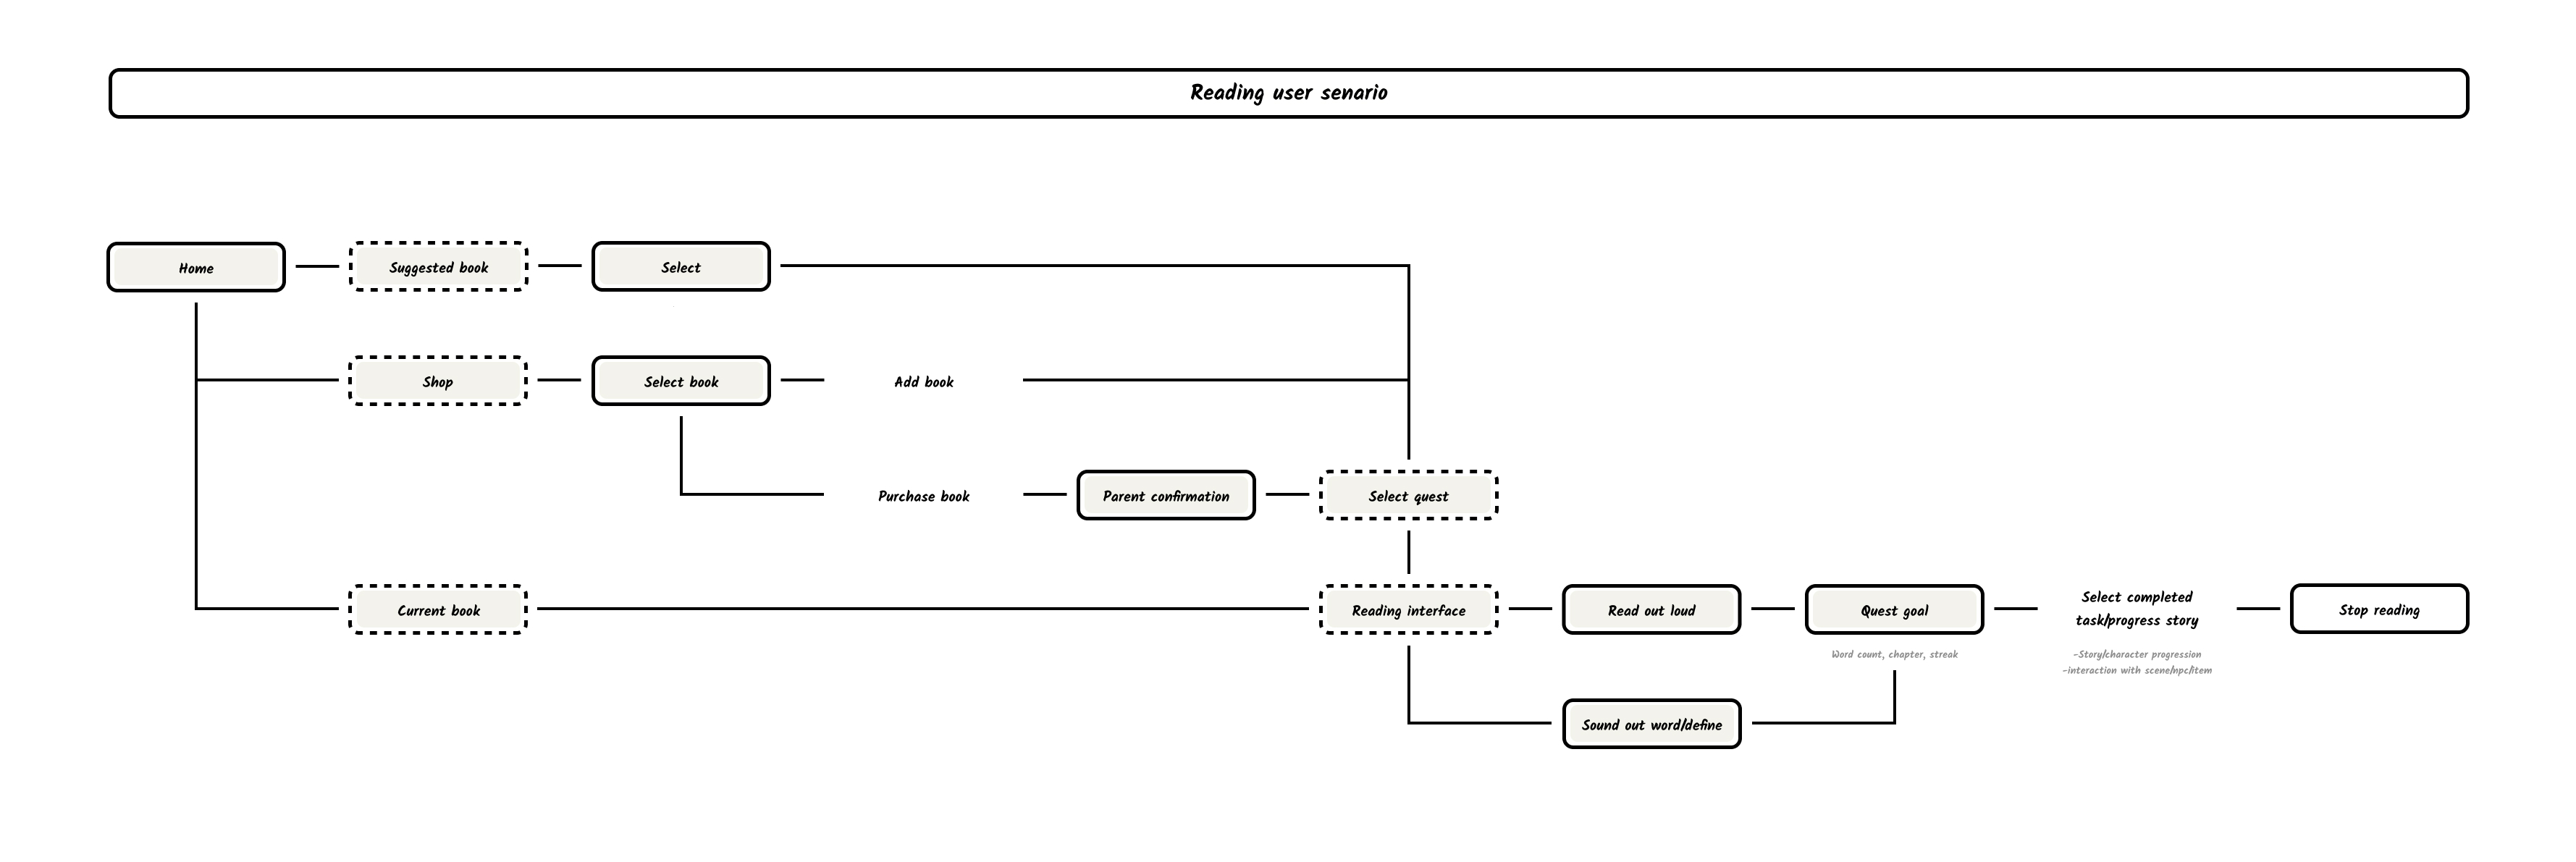 Reading user senario
Home
Suggested book
Select
Shop
Select book
Add book
Purchase book
Parent confirmation
Select quest
Current book
Reading interface
Read out loud
Quest goal
Word count, chapter, streak
Select completed
task/progress story
-Story/character progression
-interaction with scene/npc/item
Stop reading
Sound out word/define